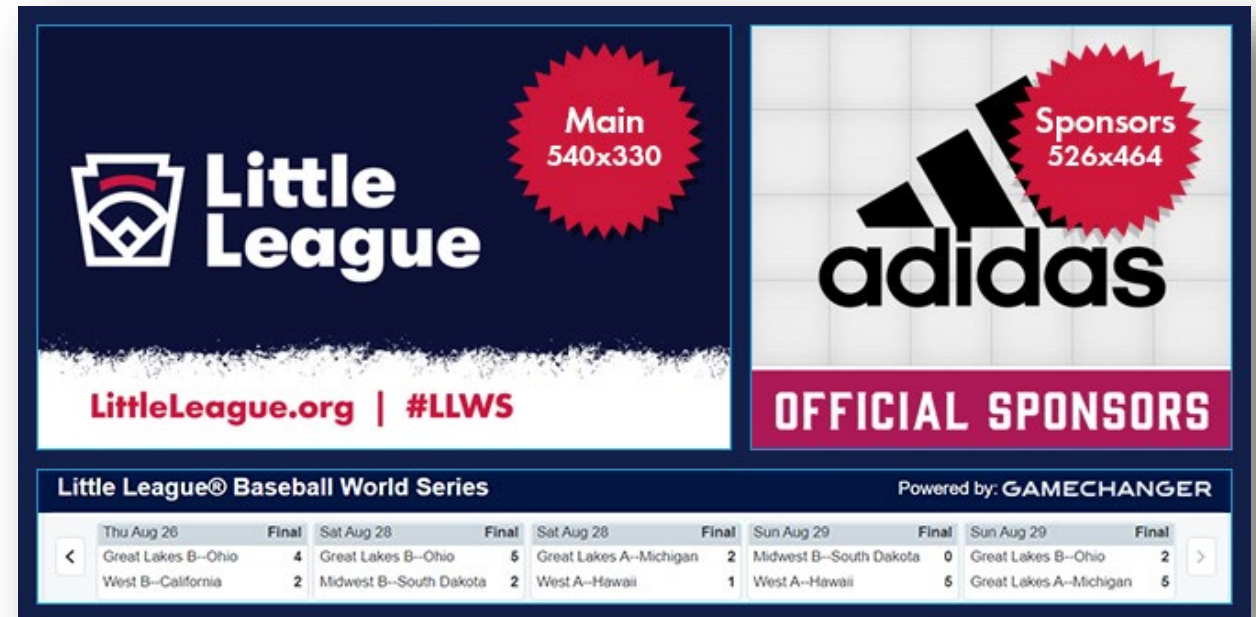 Little
League
Main
540x330
LittleLeague.org | #LLWS
Sponsors
526x464
adidas
OFFICIAL SPONSORS
Little League® Baseball World Series
Powered by: GAMECHANGER
Thu Aug 26 Final
Great Lakes B--Ohio 4
West B--California 2
Sat Aug 28 Final
Great Lakes B--Ohio 5
Midwest B--South Dakota 2
Sat Aug 28 Final
Great Lakes A--Michigan 2
West A--Hawaii 1
Sun Aug 29 Final
Midwest B--South Dakota 0
West A--Hawaii 5
Sun Aug 29 Final
Great Lakes B--Ohio 2
Great Lakes A--Michigan 5